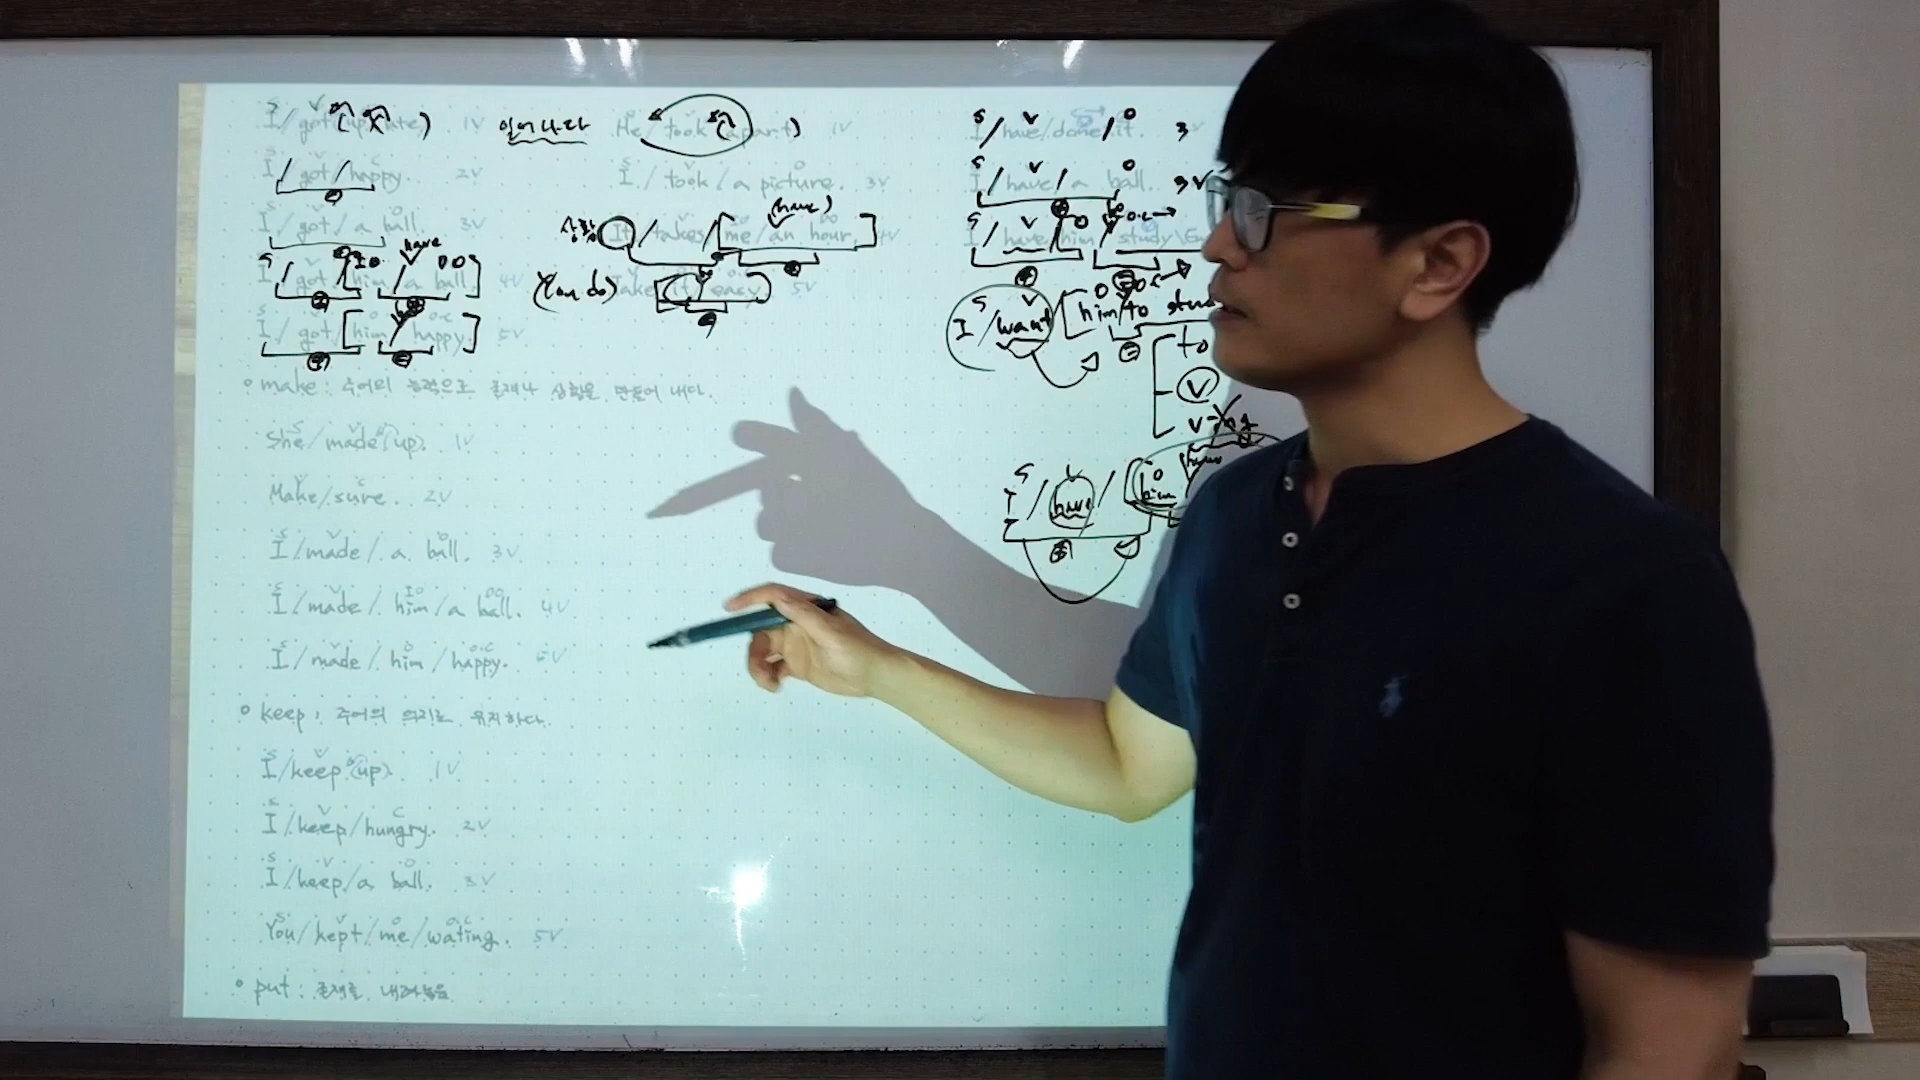 I / got (up late) 1V
일어나다
I / got / happy. 2V
I / got / a ball. 3V
have
I / got / him / a ball. 4V
I / got / him / happy. 5V
o make : 주어의 능력으로 존재나 상황을 만들어 내다.
She / made (up). 1V
Make / sure. 2V
I / made / a ball. 3V
I / made / him / a ball. 4V
I / made / him / happy. 5V
o keep : 주어의 의지로 유지하다.
I / keep (up). 1V
I / keep / hungry. 2V
I / keep / a ball. 3V
You / kept / me / wating. 5V
o put : 존재를 내려놓음
He / took (apart) 1V
I / took / a picture. 3V
(have)
상황 It / takes / me / an hour. 4V
(You do) Take / it / easy. 5V
I / have / done / it. 3
I / have / a ball. 3V
I / have / him / study
I / want / him / to
to
V
I / have / him